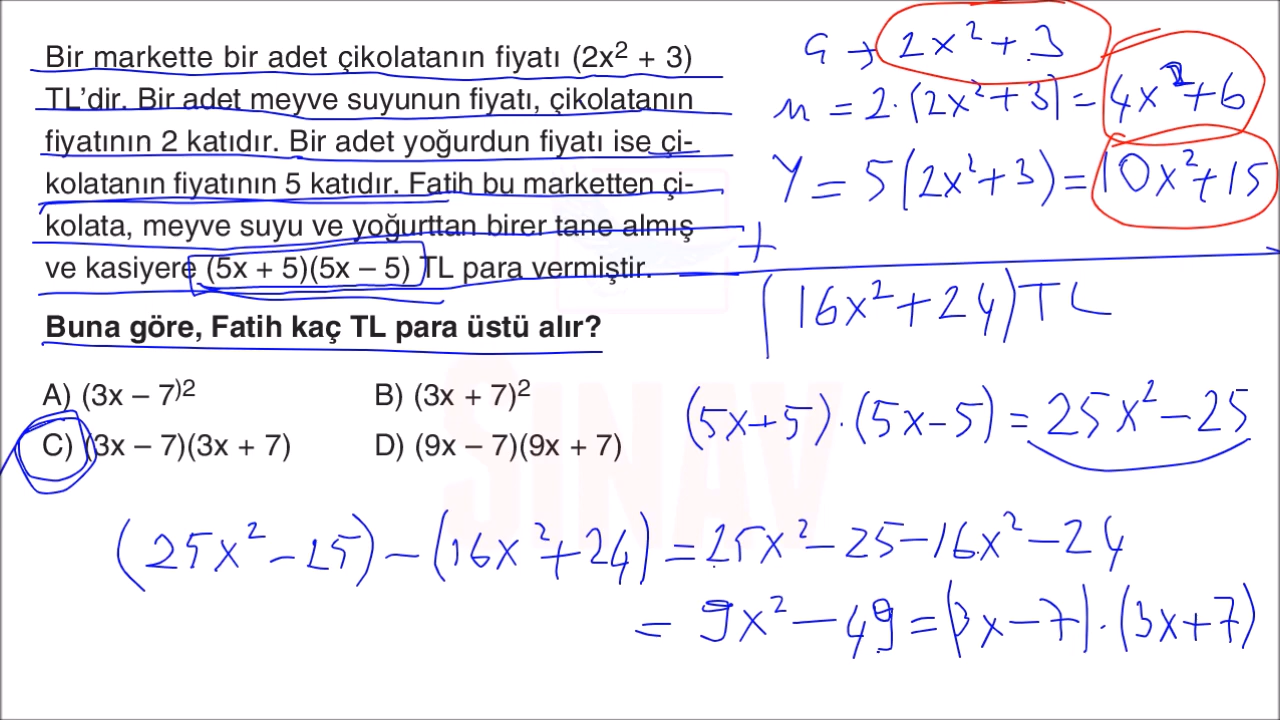 Bir markette bir adet çikolatanın fiyatı (2x² + 3)
TL'dir. Bir adet meyve suyunun fiyatı, çikolatanın
fiyatının 2 katıdır. Bir adet yoğurdun fiyatı ise çi-
kolatanın fiyatının 5 katıdır. Fatih bu marketten çi-
kolata, meyve suyu ve yoğurttan birer tane almış
ve kasiyere (5x + 5)(5x – 5) TL para vermiştir.
Buna göre, Fatih kaç TL para üstü alır?
A) (3x – 7)² B) (3x + 7)²
C) (3x – 7)(3x + 7) D) (9x – 7)(9x + 7)
Ç → 2x² + 3
m = 2·(2x²+3) = 4x²+6
Y = 5(2x²+3) = 10x²+15
+
(16x²+24) TL
(5x+5)·(5x-5) = 25x² - 25
(25x² - 25) - (16x²+24) = 25x² - 25 - 16x² - 24
= 9x² - 49 = (3x-7)·(3x+7)
SINAV